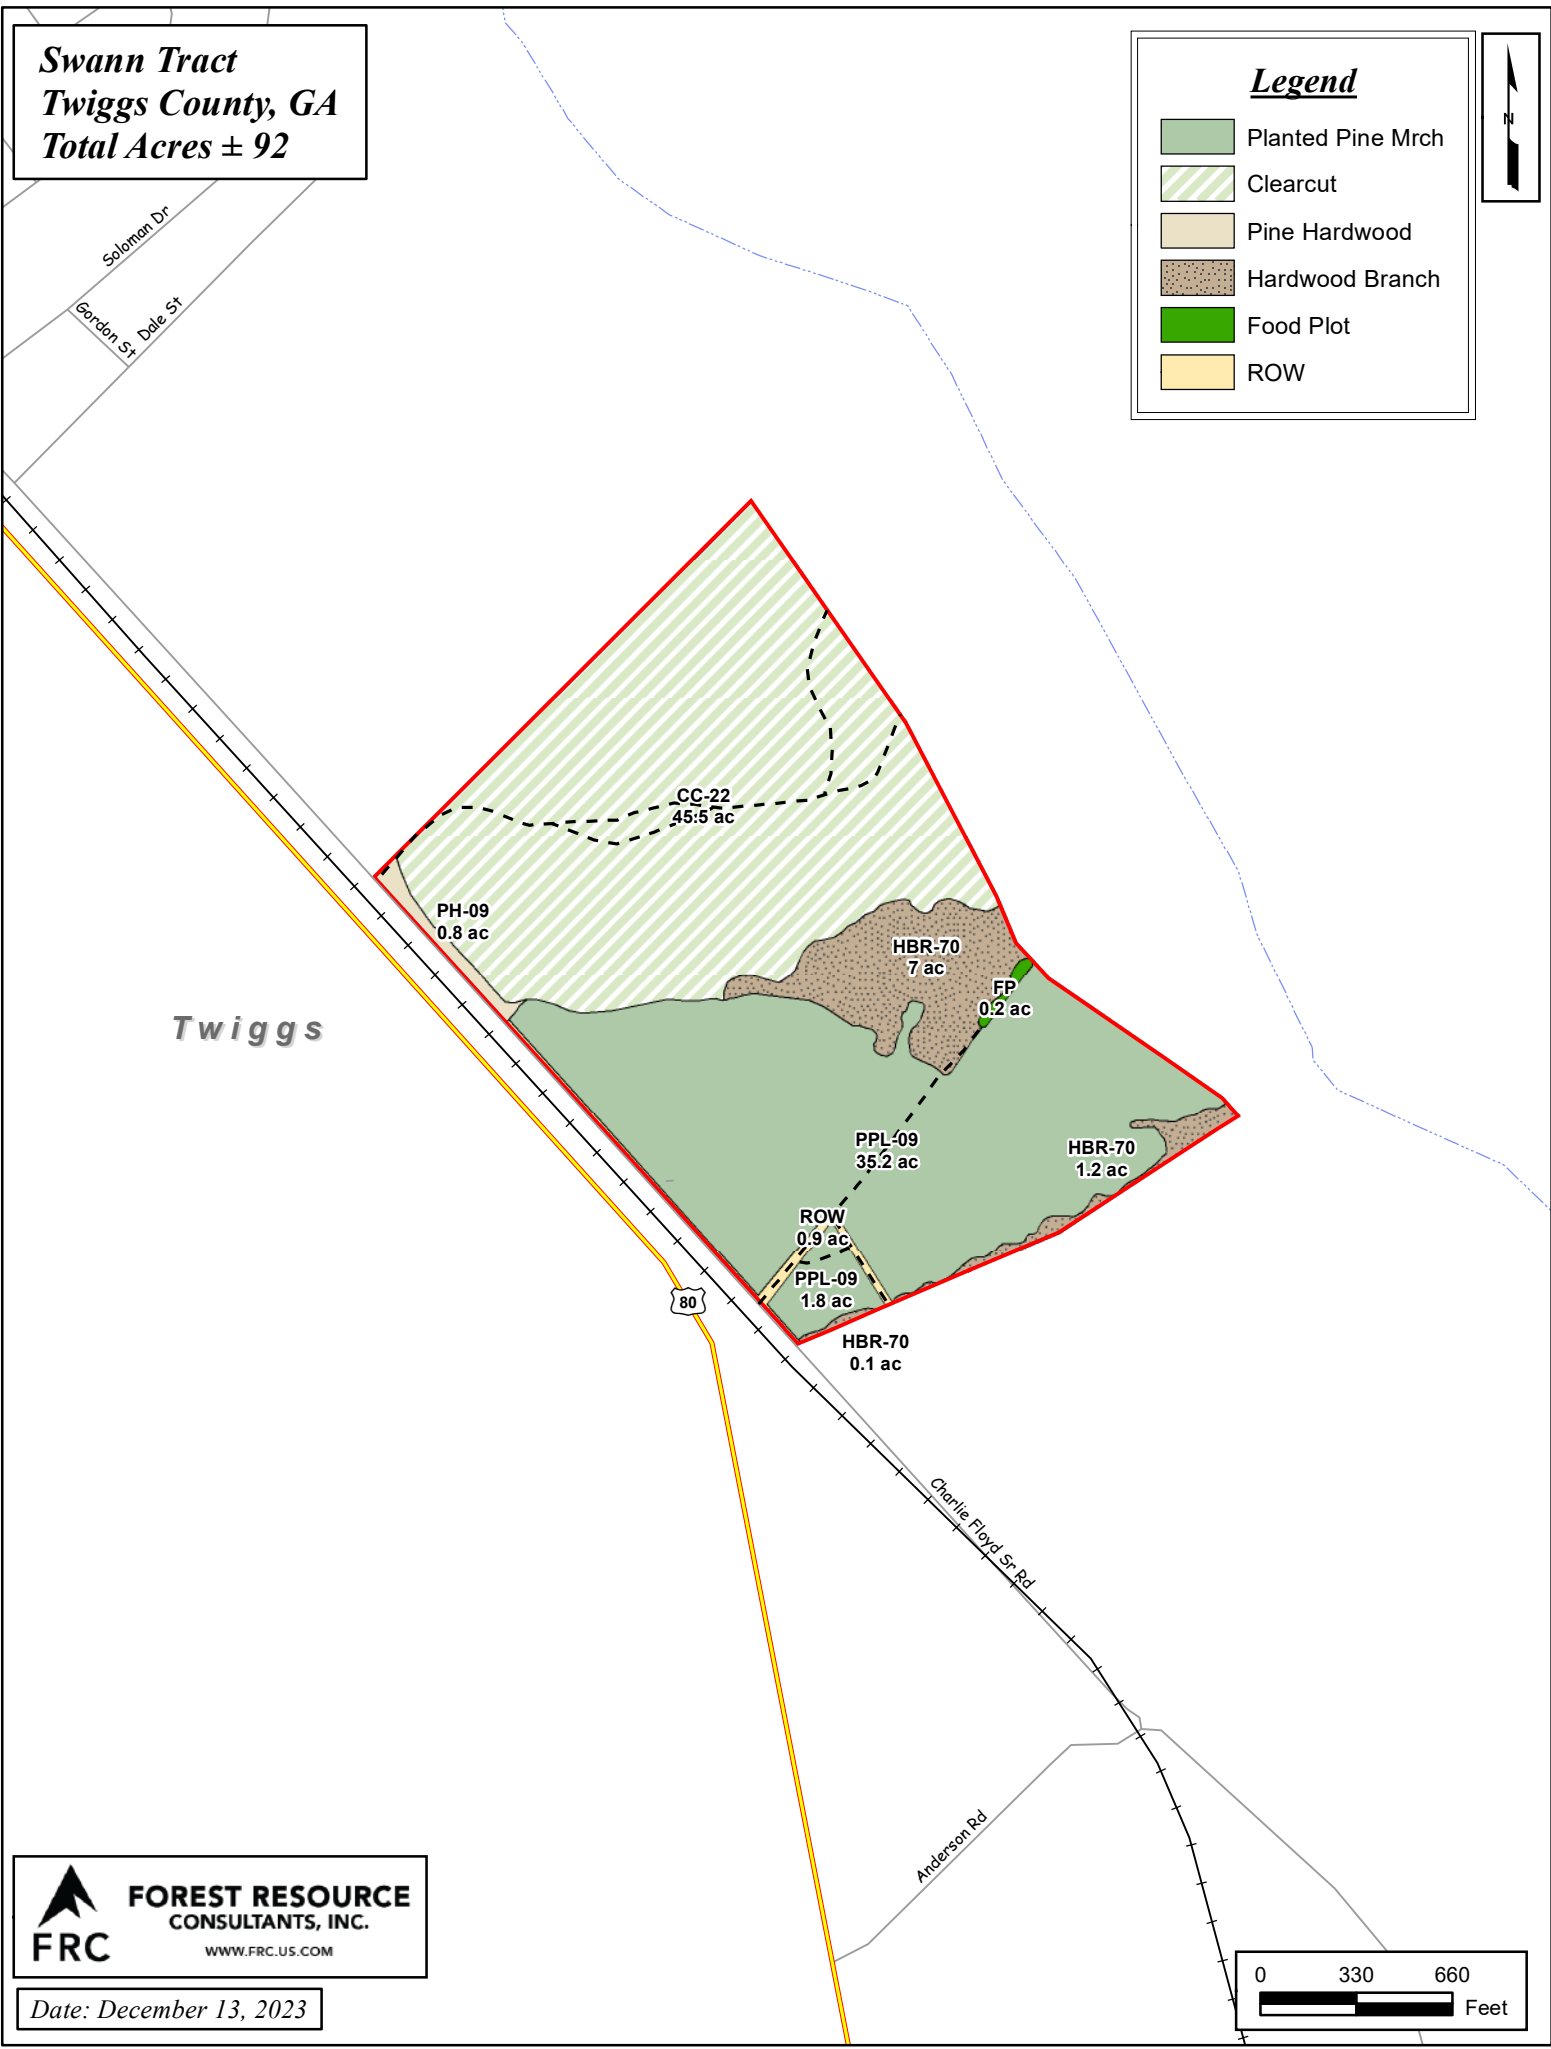 Swann Tract
Twiggs County, GA
Total Acres ± 92
Legend
Planted Pine Mrch
Clearcut
Pine Hardwood
Hardwood Branch
Food Plot
ROW
N
Soloman Dr
Gordon St
Dale St
CC-22
45.5 ac
PH-09
0.8 ac
HBR-70
7 ac
FP
0.2 ac
Twiggs
PPL-09
35.2 ac
HBR-70
1.2 ac
ROW
0.9 ac
PPL-09
1.8 ac
80
HBR-70
0.1 ac
Charlie Floyd Sr Rd
Anderson Rd
FRC
FOREST RESOURCE
CONSULTANTS, INC.
WWW.FRC.US.COM
Date: December 13, 2023
0 330 660
Feet